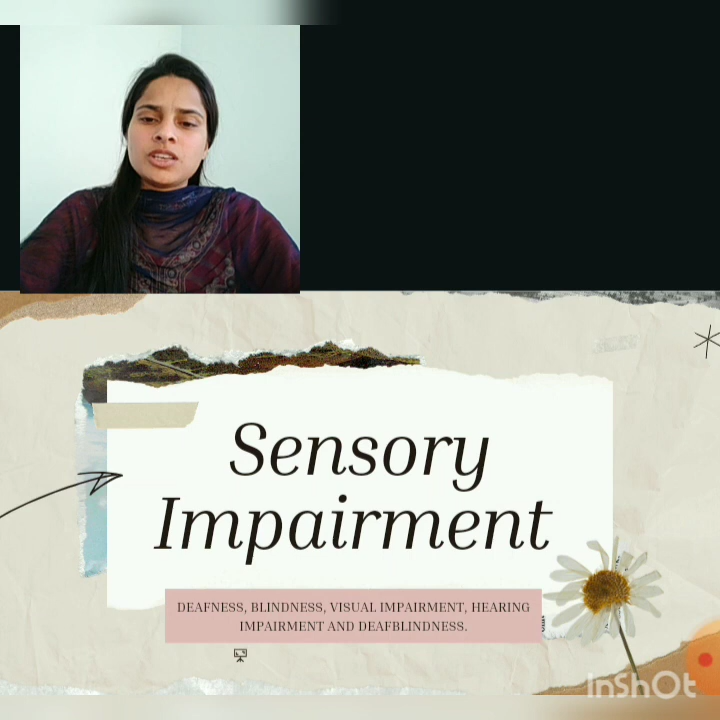 Sensory
Impairment
DEAFNESS, BLINDNESS, VISUAL IMPAIRMENT, HEARING
IMPAIRMENT AND DEAFBLINDNESS.
InShOt